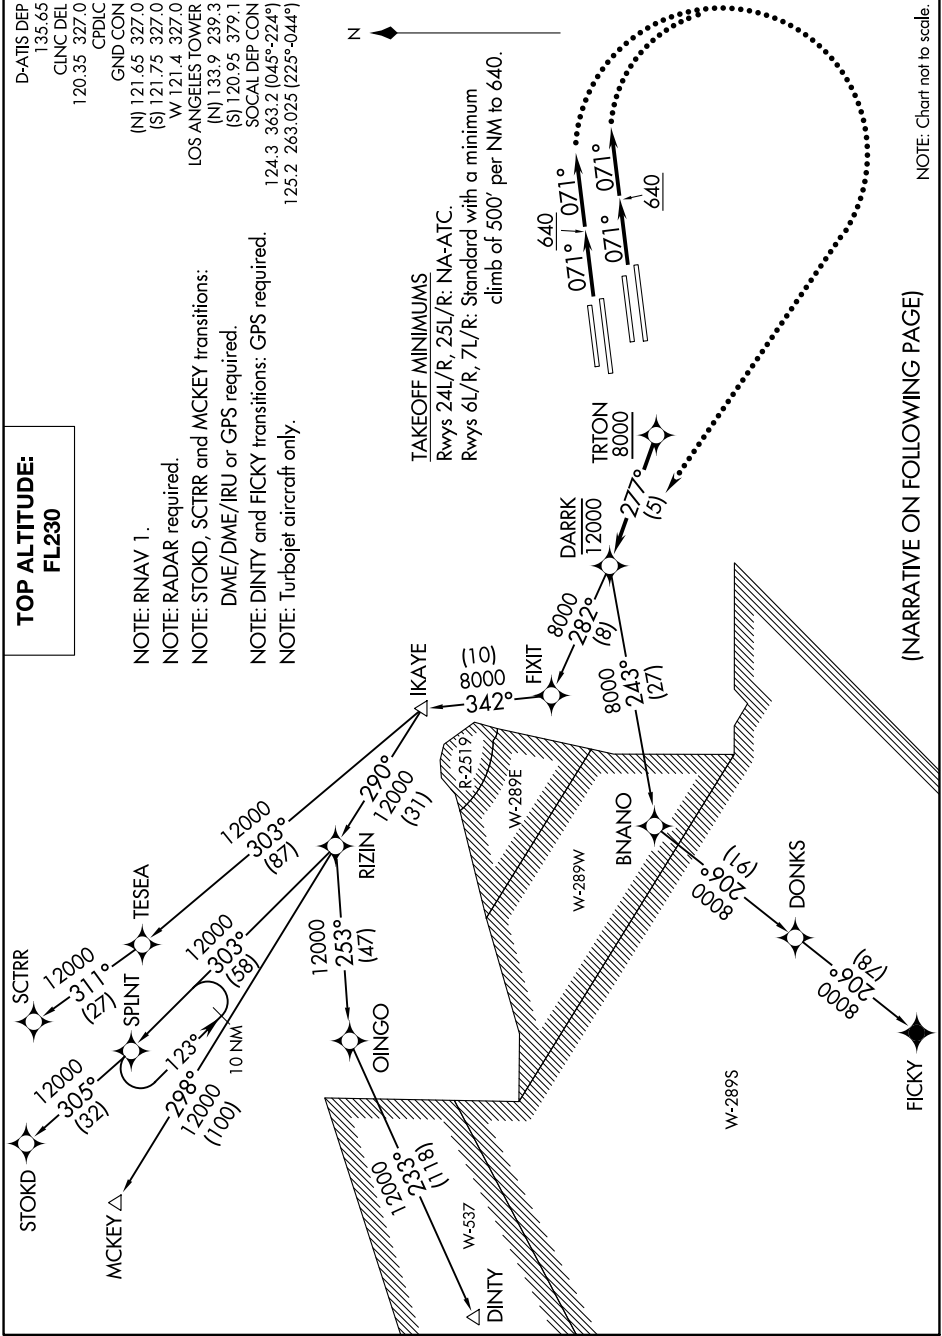 TOP ALTITUDE:
FL230
D-ATIS DEP
135.65
CLNC DEL
120.35 327.0
CPDLC
GND CON
(N) 121.65 327.0
(S) 121.75 327.0
W 121.4 327.0
LOS ANGELES TOWER
(N) 133.9 239.3
(S) 120.95 379.1
SOCAL DEP CON
124.3 363.2 (045°-224°)
125.2 263.025 (225°-044°)
NOTE: RNAV 1.
NOTE: RADAR required.
NOTE: STOKD, SCTRR and MCKEY transitions:
DME/DME/IRU or GPS required.
NOTE: DINTY and FICKY transitions: GPS required.
NOTE: Turbojet aircraft only.
N
TAKEOFF MINIMUMS
Rwys 24L/R, 25L/R: NA-ATC.
Rwys 6L/R, 7L/R: Standard with a minimum
climb of 500' per NM to 640.
SCTRR
12000
311°
(27)
TESEA
12000
303°
(87)
STOKD
12000
305°
(32)
SPLNT
12000
303°
(58)
123°
10 NM
MCKEY
298°
12000
(100)
RIZIN
290°
12000
(31)
IKAYE
(10)
8000
342°
FIXIT
8000
282°
(8)
DARRK
12000
277°
(5)
TRTON
8000
071°
640
071°
071°
640
071°
12000
253°
(47)
OINGO
12000
233°
(118)
DINTY
W-537
R-2519
W-289E
W-289W
W-289S
8000
243°
(27)
BNANO
8000
206°
(91)
DONKS
8000
206°
(78)
FICKY
(NARRATIVE ON FOLLOWING PAGE)
NOTE: Chart not to scale.